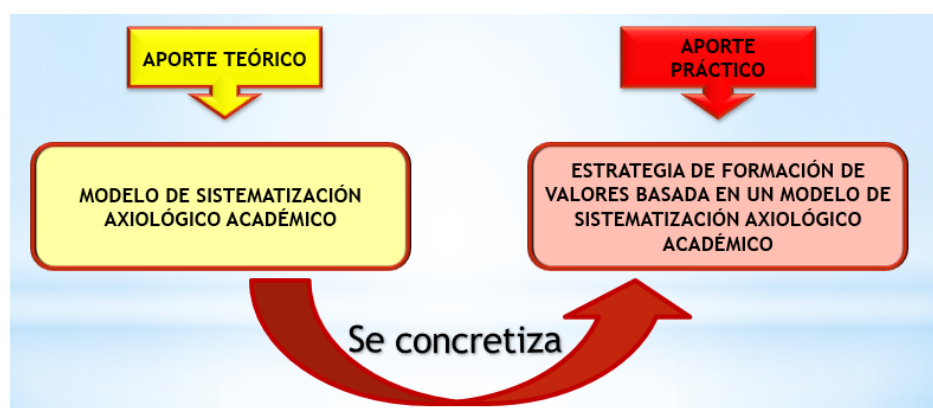 APORTE TEÓRICO
APORTE
PRÁCTICO
MODELO DE SISTEMATIZACIÓN
AXIOLÓGICO ACADÉMICO
ESTRATEGIA DE FORMACIÓN DE
VALORES BASADA EN UN MODELO DE
SISTEMATIZACIÓN AXIOLÓGICO
ACADÉMICO
Se concretiza